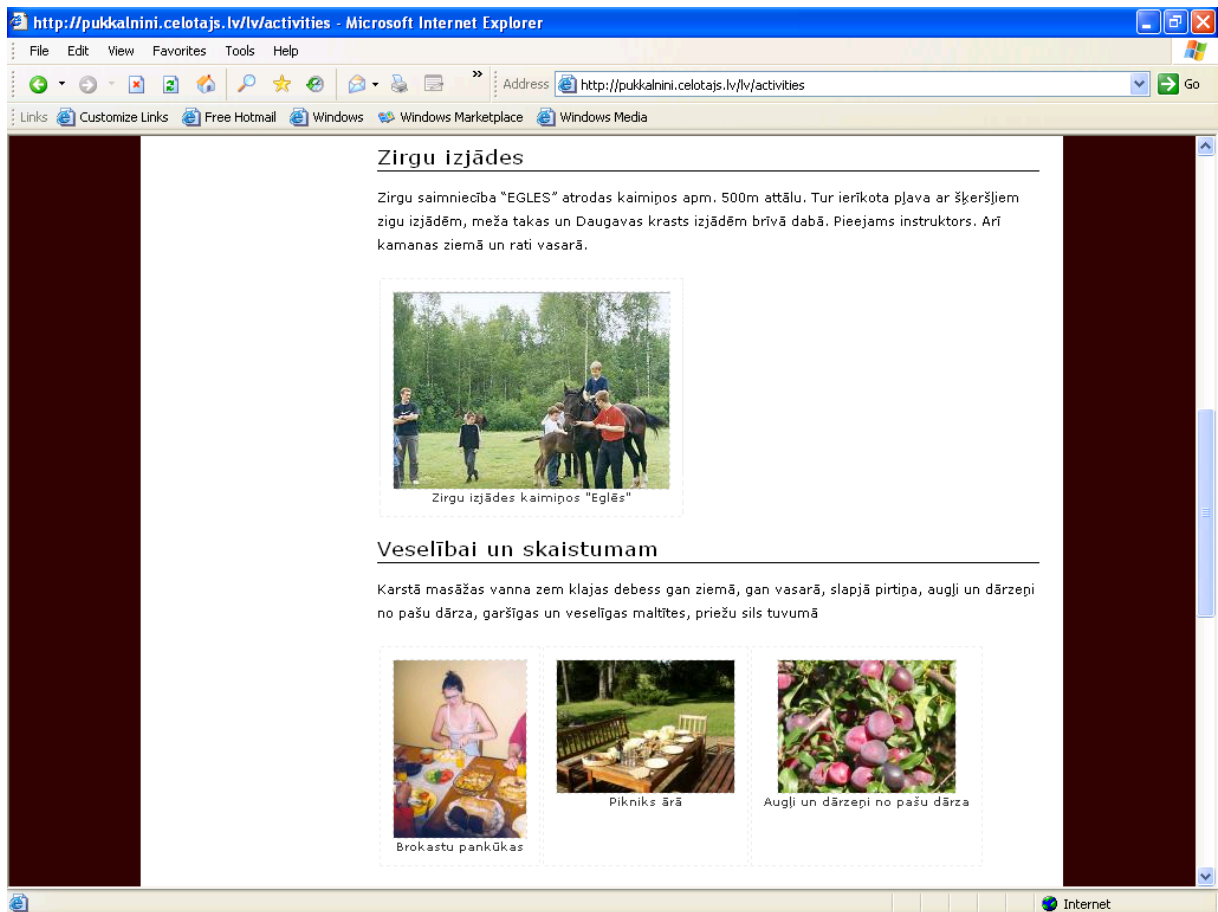 http://pukkalnini.celotajs.lv/lv/activities - Microsoft Internet Explorer
File Edit View Favorites Tools Help
» Address http://pukkalnini.celotajs.lv/lv/activities Go
Links Customize Links Free Hotmail Windows Windows Marketplace Windows Media
Zirgu izjādes
Zirgu saimniecība “EGLES” atrodas kaimiņos apm. 500m attālu. Tur ierīkota pļava ar šķeršļiem
zigu izjādēm, meža takas un Daugavas krasts izjādēm brīvā dabā. Pieejams instruktors. Arī
kamanas ziemā un rati vasarā.
Zirgu izjādes kaimiņos "Eglēs"
Veselībai un skaistumam
Karstā masāžas vanna zem klajas debess gan ziemā, gan vasarā, slapjā pirtiņa, augļi un dārzeņi
no pašu dārza, garšīgas un veselīgas maltītes, priežu sils tuvumā
Brokastu pankūkas
Pikniks ārā
Augļi un dārzeņi no pašu dārza
Internet